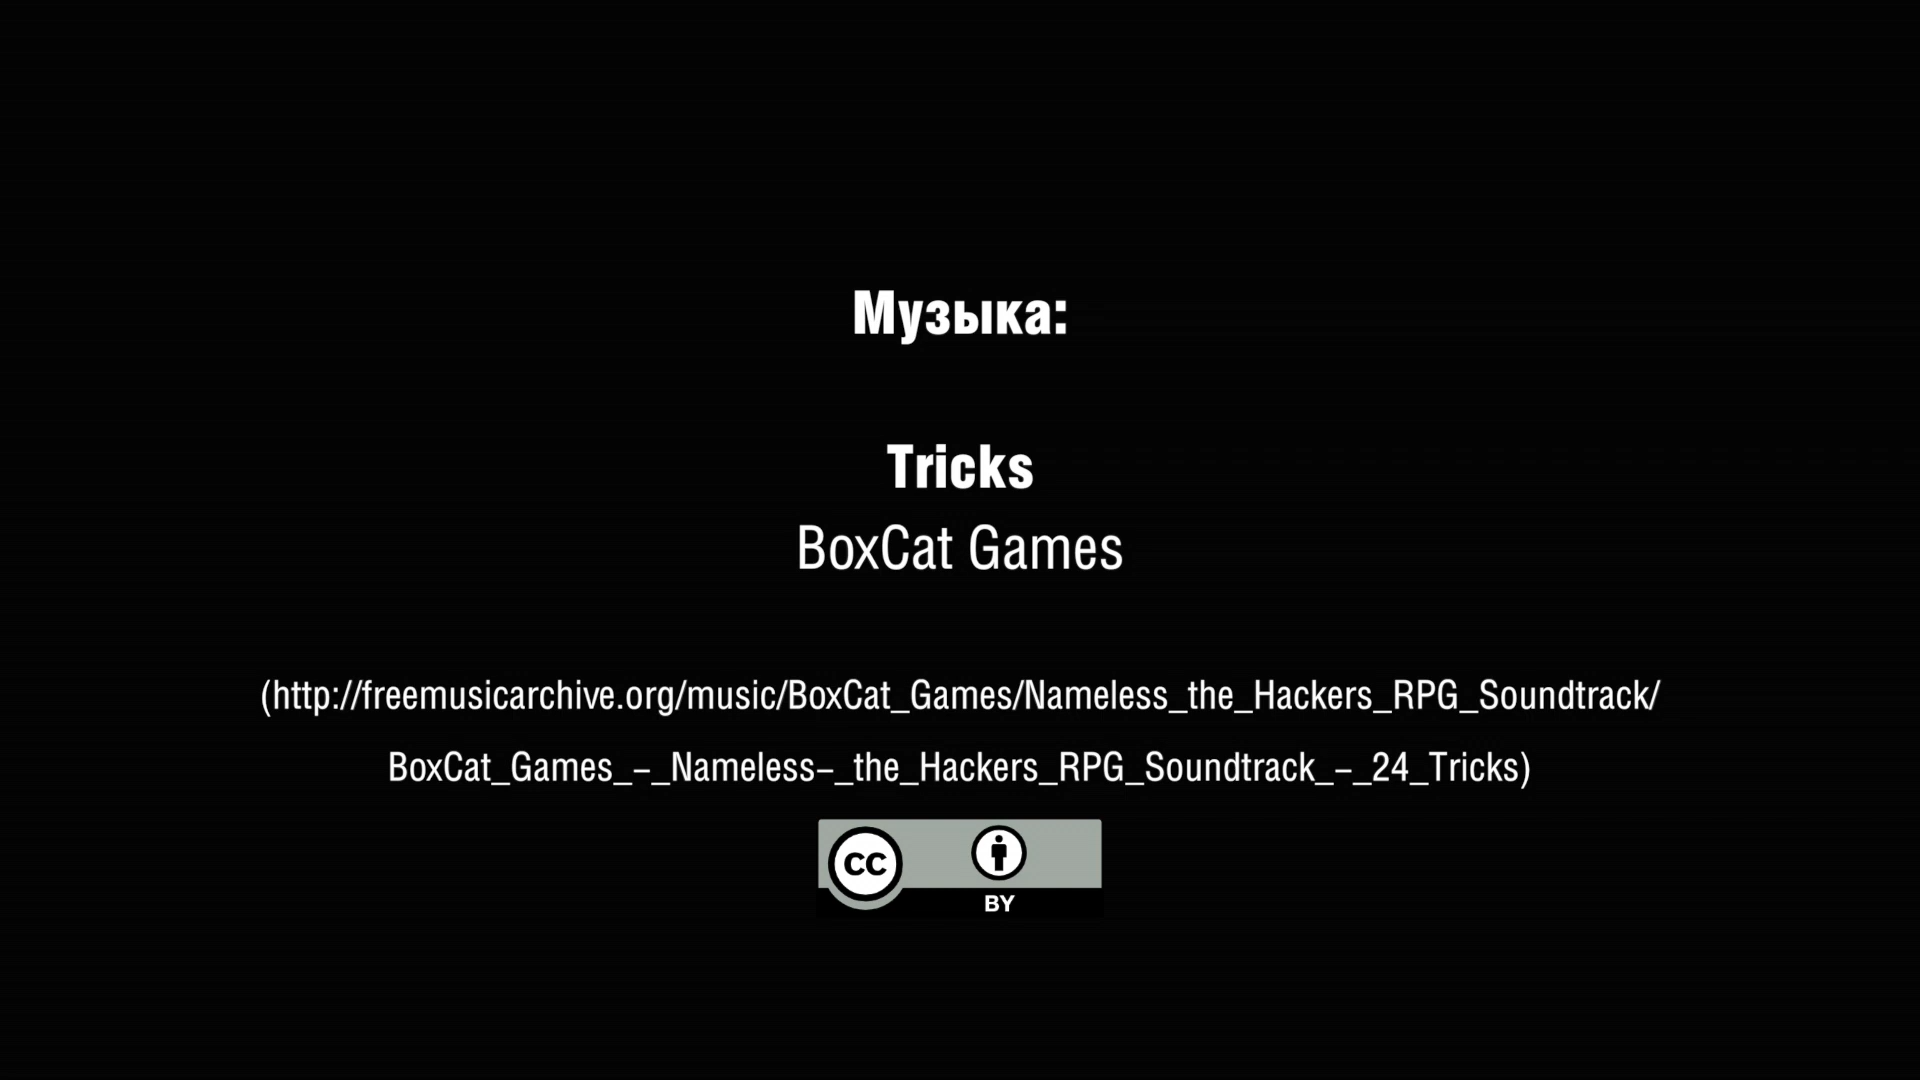 Музыка:
Tricks
BoxCat Games
(http://freemusicarchive.org/music/BoxCat_Games/Nameless_the_Hackers_RPG_Soundtrack/
BoxCat_Games_-_Nameless-_the_Hackers_RPG_Soundtrack_-_24_Tricks)
CC
BY